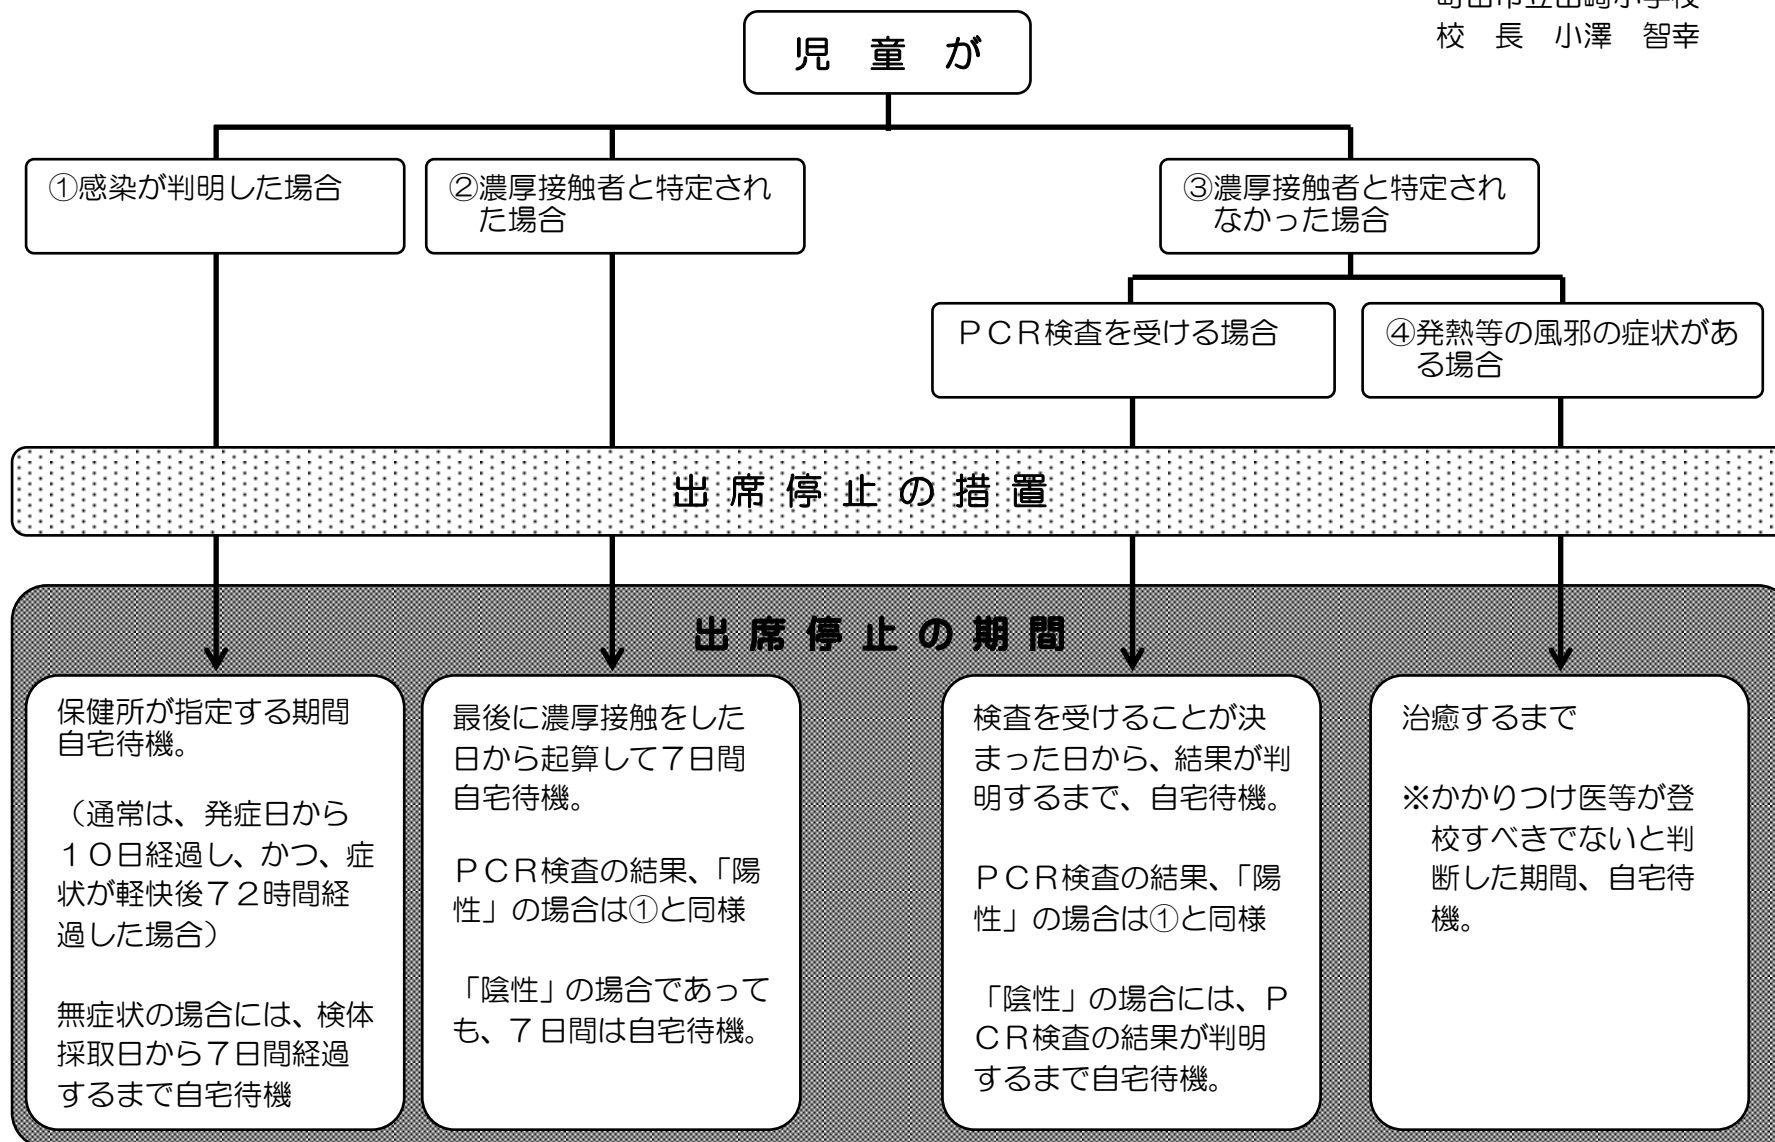 校　長　小澤　智幸
児　童　が
①感染が判明した場合
②濃厚接触者と特定され
た場合
③濃厚接触者と特定され
なかった場合
ＰＣＲ検査を受ける場合
④発熱等の風邪の症状があ
る場合
出席停止の措置
出席停止の期間
保健所が指定する期間
自宅待機。
（通常は、発症日から
１０日経過し、かつ、症
状が軽快後７２時間経
過した場合）
無症状の場合には、検体
採取日から７日間経過
するまで自宅待機
最後に濃厚接触をした
日から起算して７日間
自宅待機。
ＰＣＲ検査の結果、「陽
性」の場合は①と同様
「陰性」の場合であって
も、７日間は自宅待機。
検査を受けることが決
まった日から、結果が判
明するまで、自宅待機。
ＰＣＲ検査の結果、「陽
性」の場合は①と同様
「陰性」の場合には、Ｐ
ＣＲ検査の結果が判明
するまで自宅待機。
治癒するまで
※かかりつけ医等が登
校すべきでないと判
断した期間、自宅待
機。